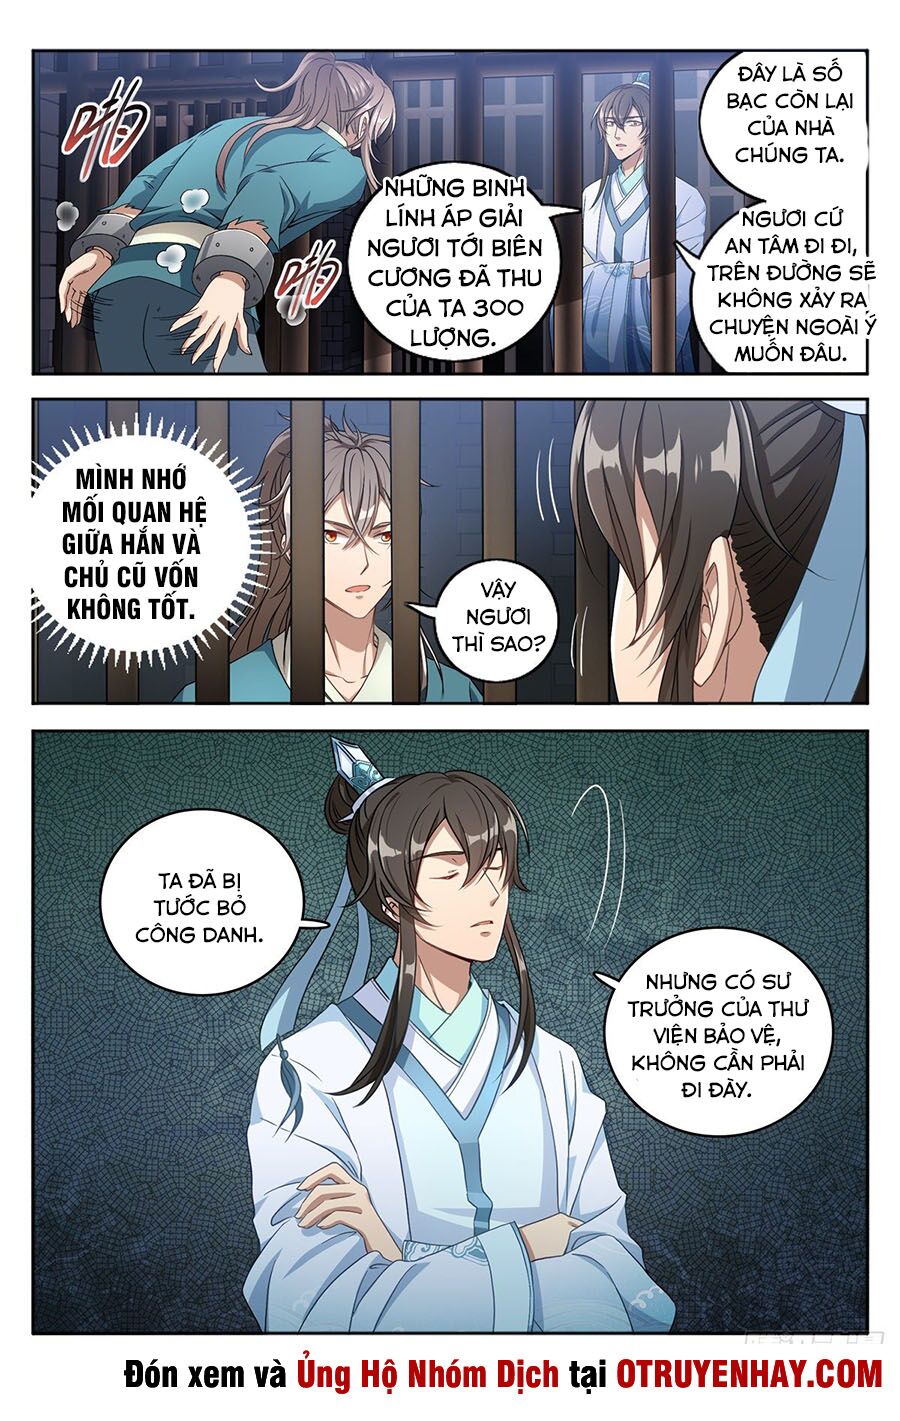 啪
啪
NHỮNG BINH
LÍNH ÁP GIẢI
NGƯƠI TỚI BIÊN
CƯƠNG ĐÃ THU
CỦA TA 300
LƯỢNG.
ĐÂY LÀ SỐ
BẠC CÒN LẠI
CỦA NHÀ
CHÚNG TA.
NGƯƠI CỨ
AN TÂM ĐI ĐI,
TRÊN ĐƯỜNG SẼ
KHÔNG XẢY RA
CHUYỆN NGOÀI Ý
MUỐN ĐÂU.
MÌNH NHỚ
MỐI QUAN HỆ
GIỮA HẮN VÀ
CHỦ CŨ VỐN
KHÔNG TỐT.
VẬY
NGƯƠI
THÌ SAO?
TA ĐÃ BỊ
TƯỚC BỎ
CÔNG DANH.
NHƯNG CÓ SƯ
TRƯỞNG CỦA THƯ
VIỆN BẢO VỆ,
KHÔNG CẦN PHẢI
ĐI ĐÀY.
Đón xem và Ủng Hộ Nhóm Dịch tại OTRUYENHAY.COM